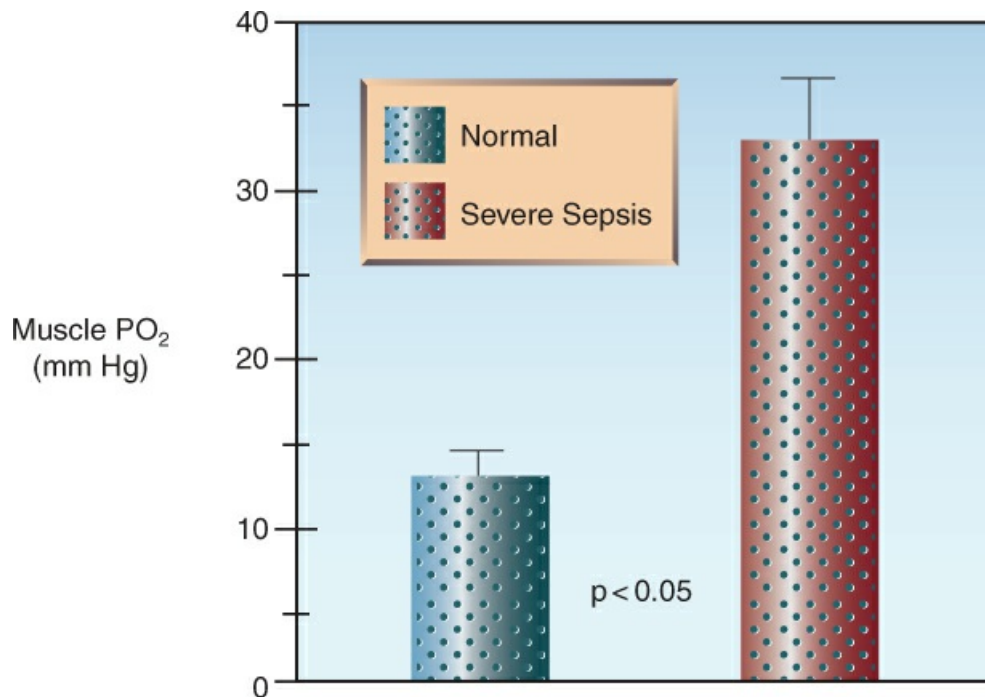 40
30
20
10
0
Muscle PO₂
(mm Hg)
Normal
Severe Sepsis
p < 0.05